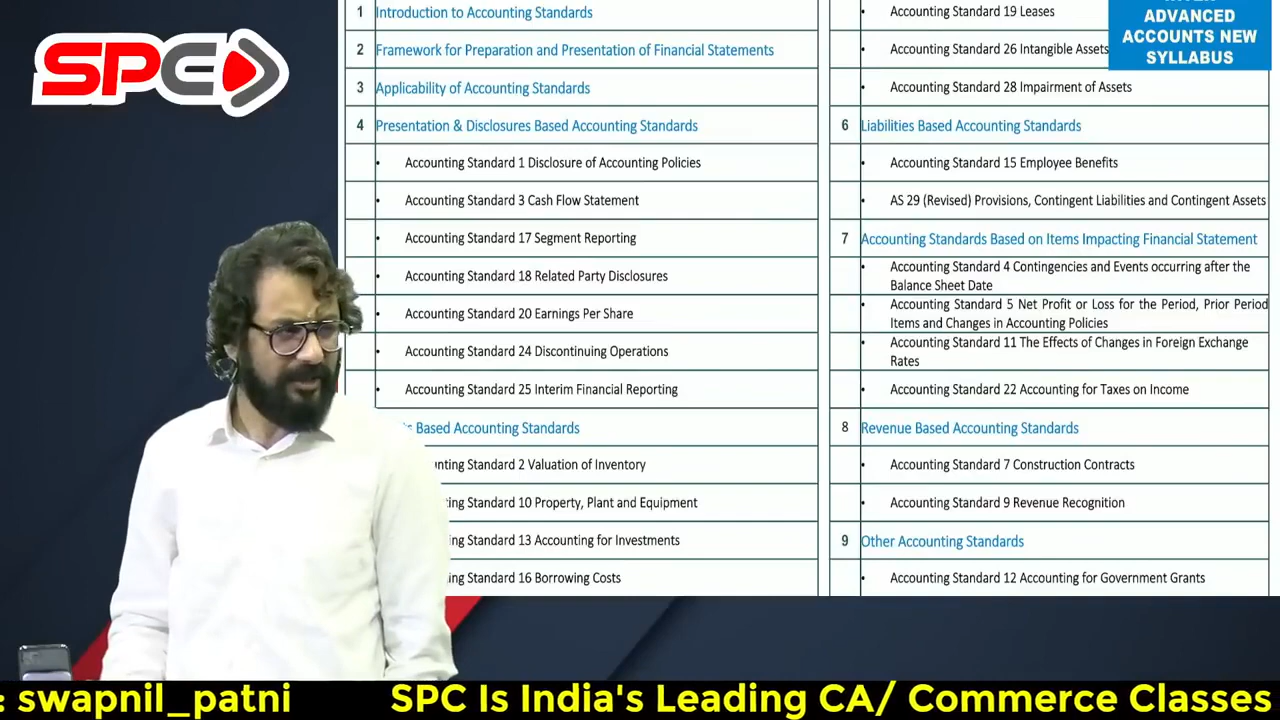 SPC
1 Introduction to Accounting Standards
2 Framework for Preparation and Presentation of Financial Statements
3 Applicability of Accounting Standards
4 Presentation & Disclosures Based Accounting Standards
• Accounting Standard 1 Disclosure of Accounting Policies
• Accounting Standard 3 Cash Flow Statement
• Accounting Standard 17 Segment Reporting
• Accounting Standard 18 Related Party Disclosures
• Accounting Standard 20 Earnings Per Share
• Accounting Standard 24 Discontinuing Operations
• Accounting Standard 25 Interim Financial Reporting
Based Accounting Standards
Standard 2 Valuation of Inventory
Standard 10 Property, Plant and Equipment
Standard 13 Accounting for Investments
Standard 16 Borrowing Costs
• Accounting Standard 19 Leases
• Accounting Standard 26 Intangible Assets
• Accounting Standard 28 Impairment of Assets
6 Liabilities Based Accounting Standards
• Accounting Standard 15 Employee Benefits
• AS 29 (Revised) Provisions, Contingent Liabilities and Contingent Assets
7 Accounting Standards Based on Items Impacting Financial Statement
• Accounting Standard 4 Contingencies and Events occurring after the
Balance Sheet Date
• Accounting Standard 5 Net Profit or Loss for the Period, Prior Period
Items and Changes in Accounting Policies
• Accounting Standard 11 The Effects of Changes in Foreign Exchange
Rates
• Accounting Standard 22 Accounting for Taxes on Income
8 Revenue Based Accounting Standards
• Accounting Standard 7 Construction Contracts
• Accounting Standard 9 Revenue Recognition
9 Other Accounting Standards
• Accounting Standard 12 Accounting for Government Grants
ADVANCED
ACCOUNTS NEW
SYLLABUS
: swapnil_patni SPC Is India's Leading CA/ Commerce Classes